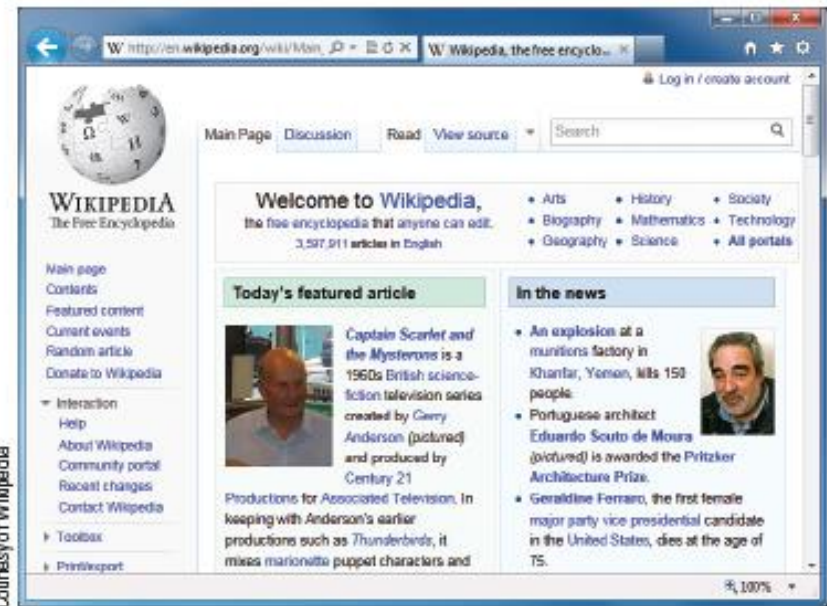 http://en.wikipedia.org/wiki/Main_
W Wikipedia, the free encyclo...
Log in / create account
Main Page Discussion Read View source Search
WIKIPEDIA
The Free Encyclopedia
Main page
Contents
Featured content
Current events
Random article
Donate to Wikipedia
Interaction
Help
About Wikipedia
Community portal
Recent changes
Contact Wikipedia
Toolbox
Print/export
Welcome to Wikipedia,
the free encyclopedia that anyone can edit.
3,597,911 articles in English
• Arts • History • Society
• Biography • Mathematics • Technology
• Geography • Science • All portals
Today's featured article
Captain Scarlet and
the Mysterons is a
1960s British science-
fiction television series
created by Gerry
Anderson (pictured)
and produced by
Century 21
Productions for Associated Television. In
keeping with Anderson's earlier
productions such as Thunderbirds, it
mixes marionette puppet characters and
In the news
• An explosion at a
munitions factory in
Khanfar, Yemen, kills 150
people.
• Portuguese architect
Eduardo Souto de Moura
(pictured) is awarded the Pritzker
Architecture Prize.
• Geraldine Ferraro, the first female
major party vice presidential candidate
in the United States, dies at the age of
75.
100%
Courtesy of Wikipedia